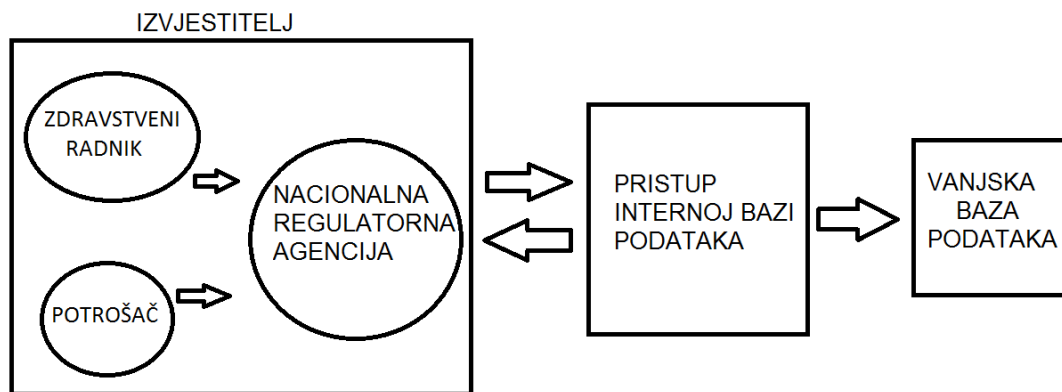 IZVJESTITELJ
ZDRAVSTVENI
RADNIK
NACIONALNA
REGULATORNA
AGENCIJA
POTROŠAČ
PRISTUP
INTERNOJ BAZI
PODATAKA
VANJSKA
BAZA
PODATAKA